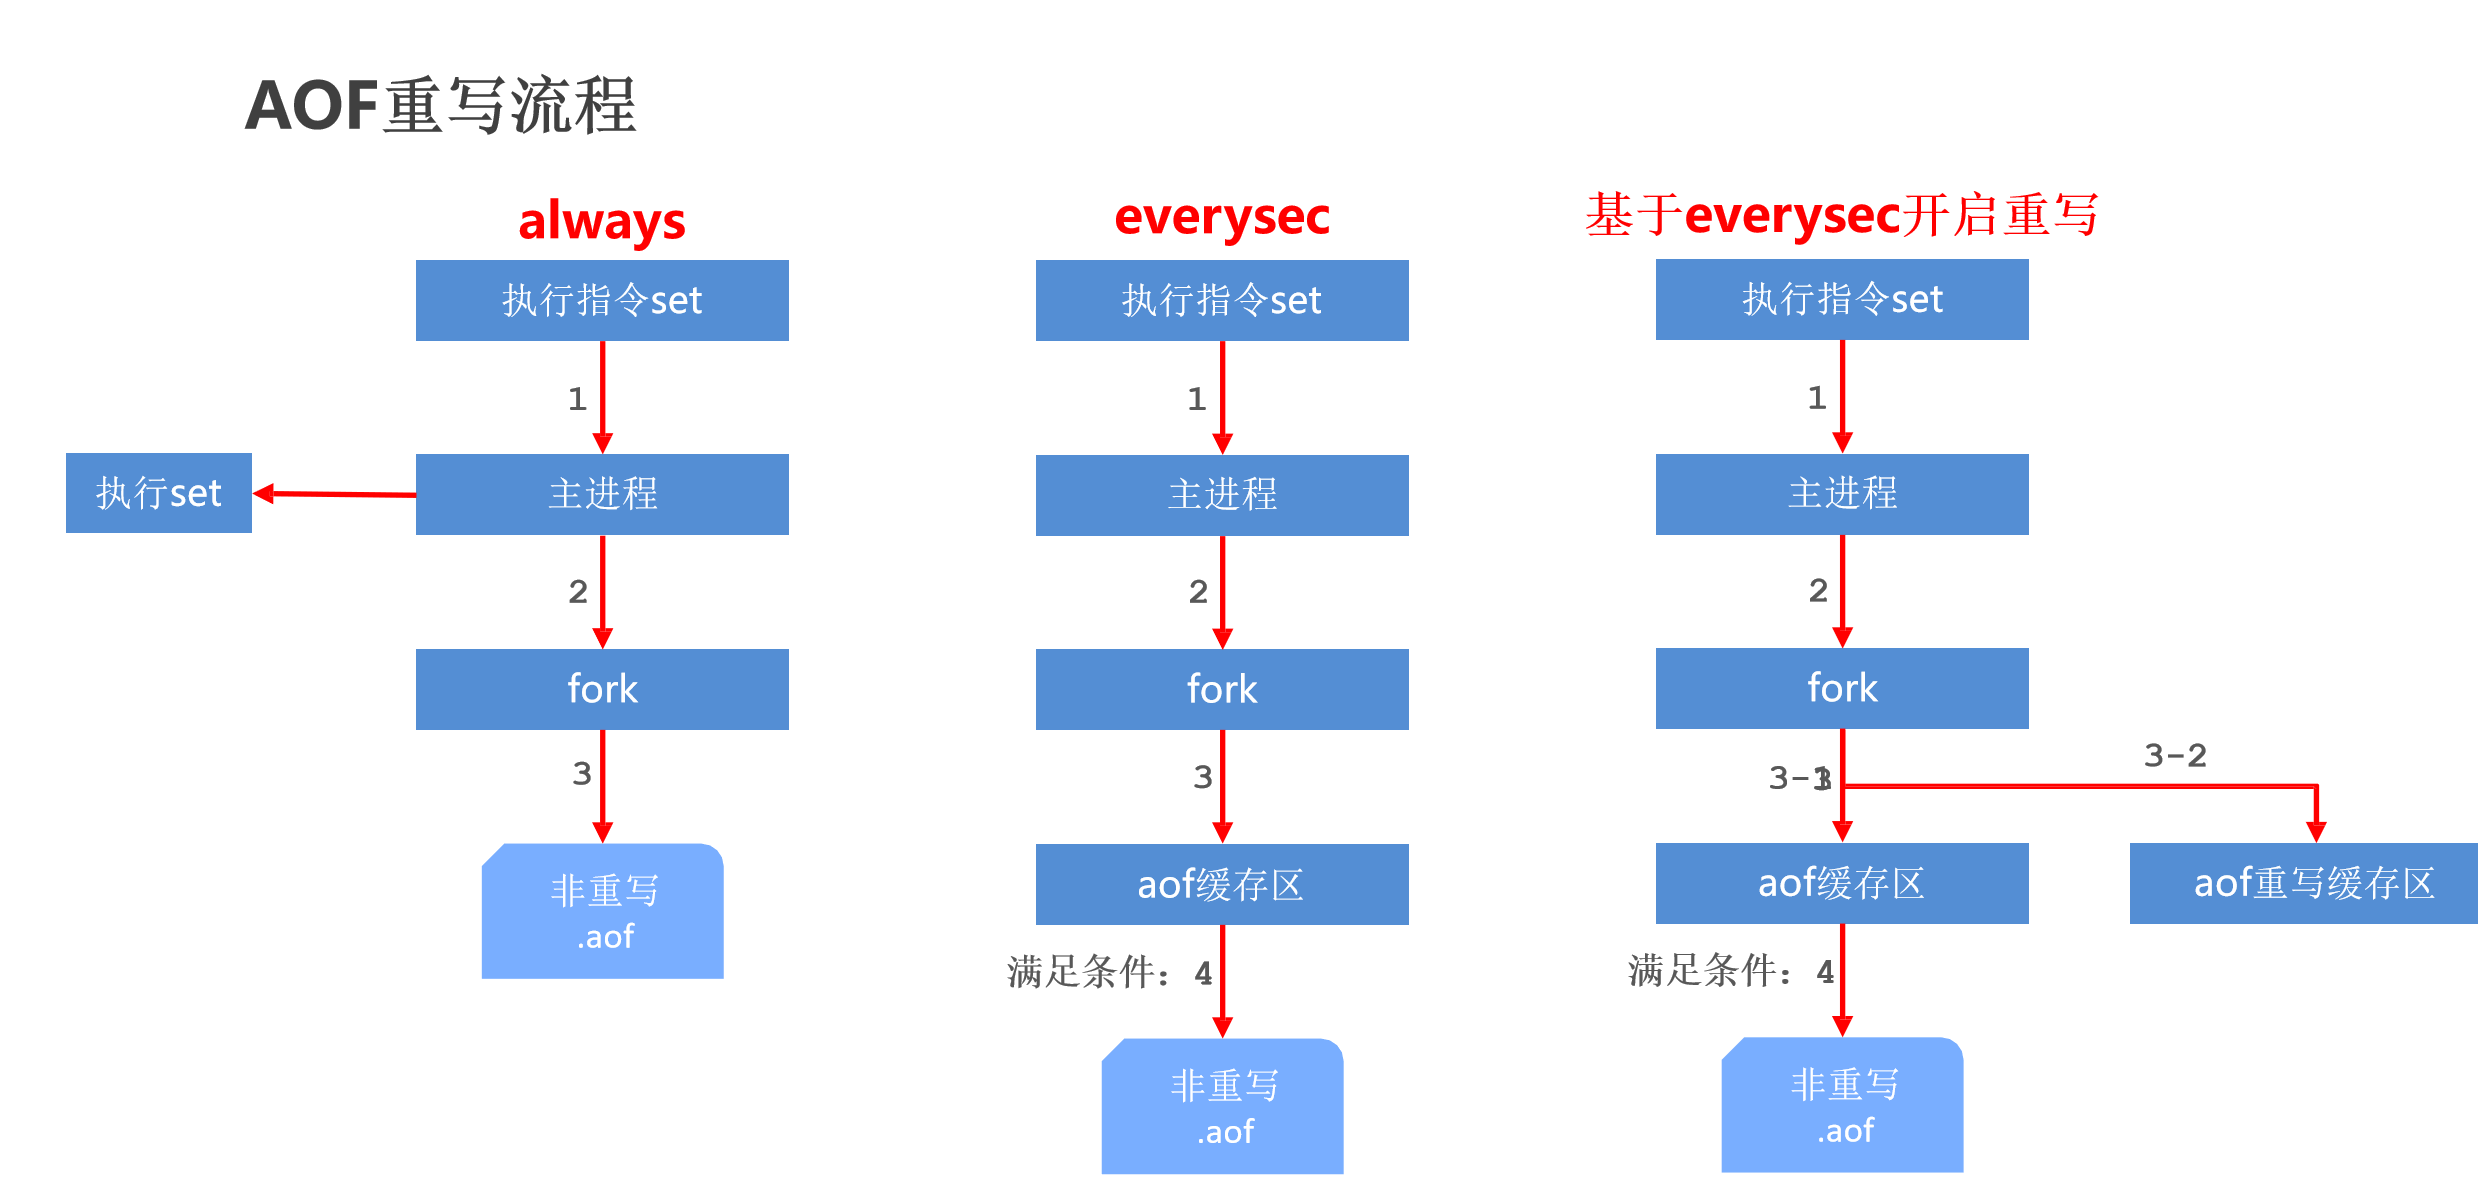 AOF重写流程
always
执行指令set
1
执行set
主进程
2
fork
3
非重写
.aof
everysec
执行指令set
1
主进程
2
fork
3
aof缓存区
满足条件：4
非重写
.aof
基于everysec开启重写
执行指令set
1
主进程
2
fork
3-1
3
3-2
aof缓存区
aof重写缓存区
满足条件：4
非重写
.aof